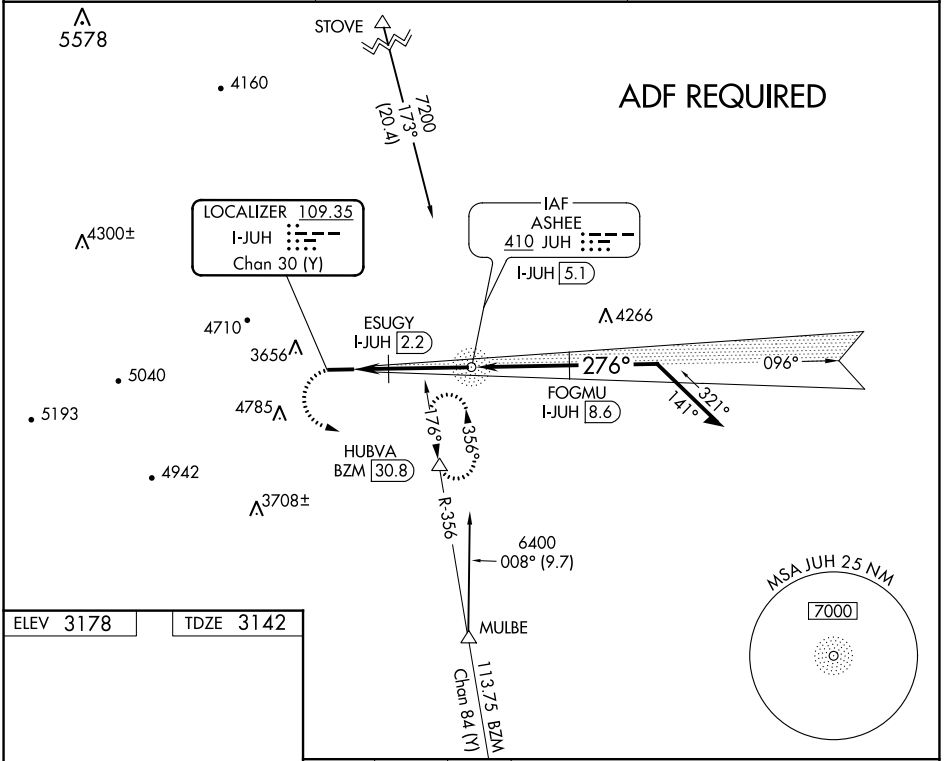 5578
STOVE
4160
ADF REQUIRED
7200
173°
(20.4)
LOCALIZER 109.35
I-JUH
Chan 30 (Y)
IAF
ASHEE
410 JUH
I-JUH 5.1
4300±
4710
ESUGY
I-JUH 2.2
4266
3656
276°
096°
5040
FOGMU
I-JUH 8.6
321°
141°
5193
4785
176°
356°
HUBVA
BZM 30.8
4942
3708±
R-356
6400
008° (9.7)
MSA JUH 25 NM
7000
ELEV 3178
TDZE 3142
MULBE
113.75 BZM
Chan 84 (Y)